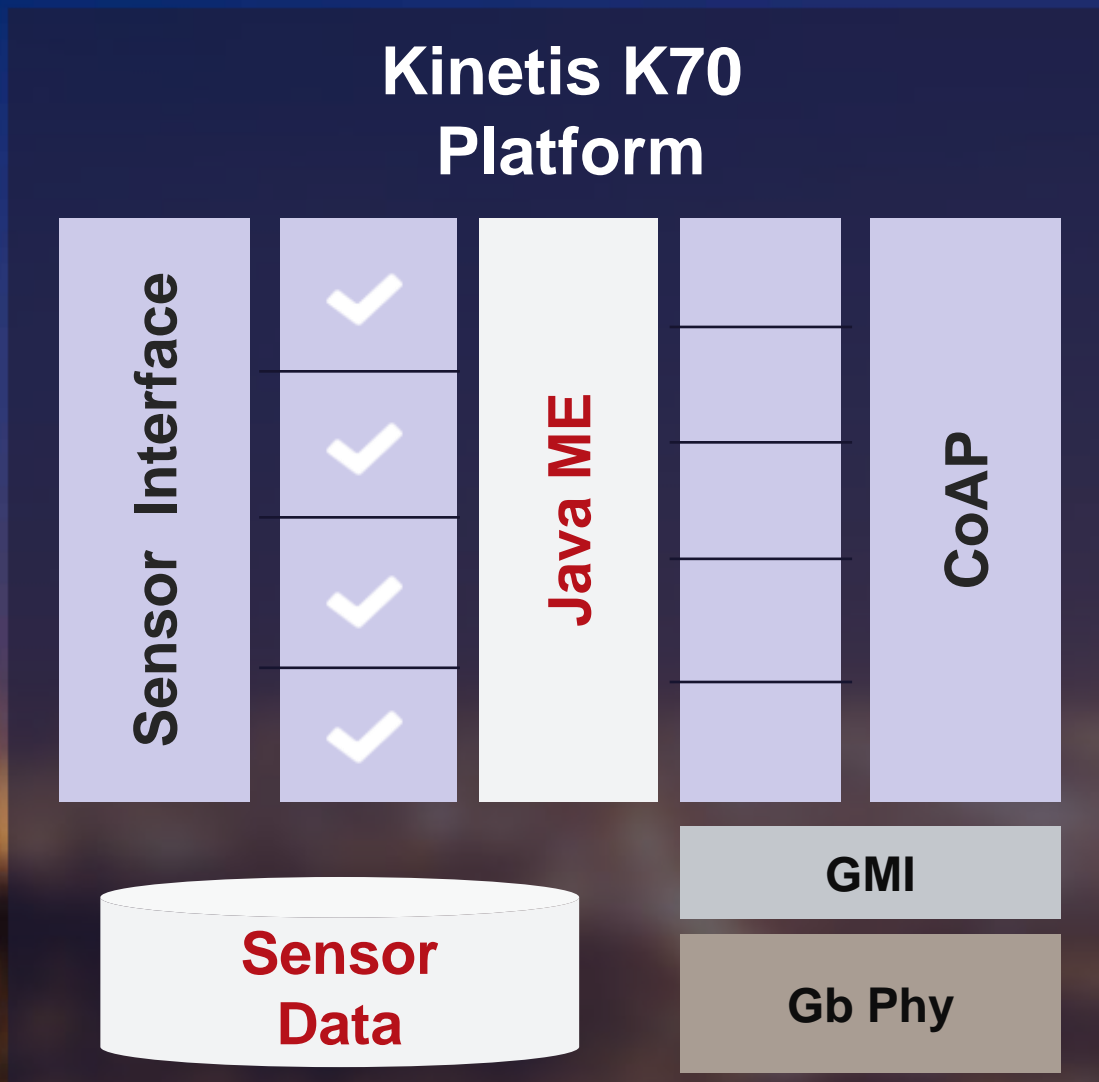 Kinetis K70
Platform
Sensor Interface
Java ME
CoAP
GMI
Sensor
Data
Gb Phy